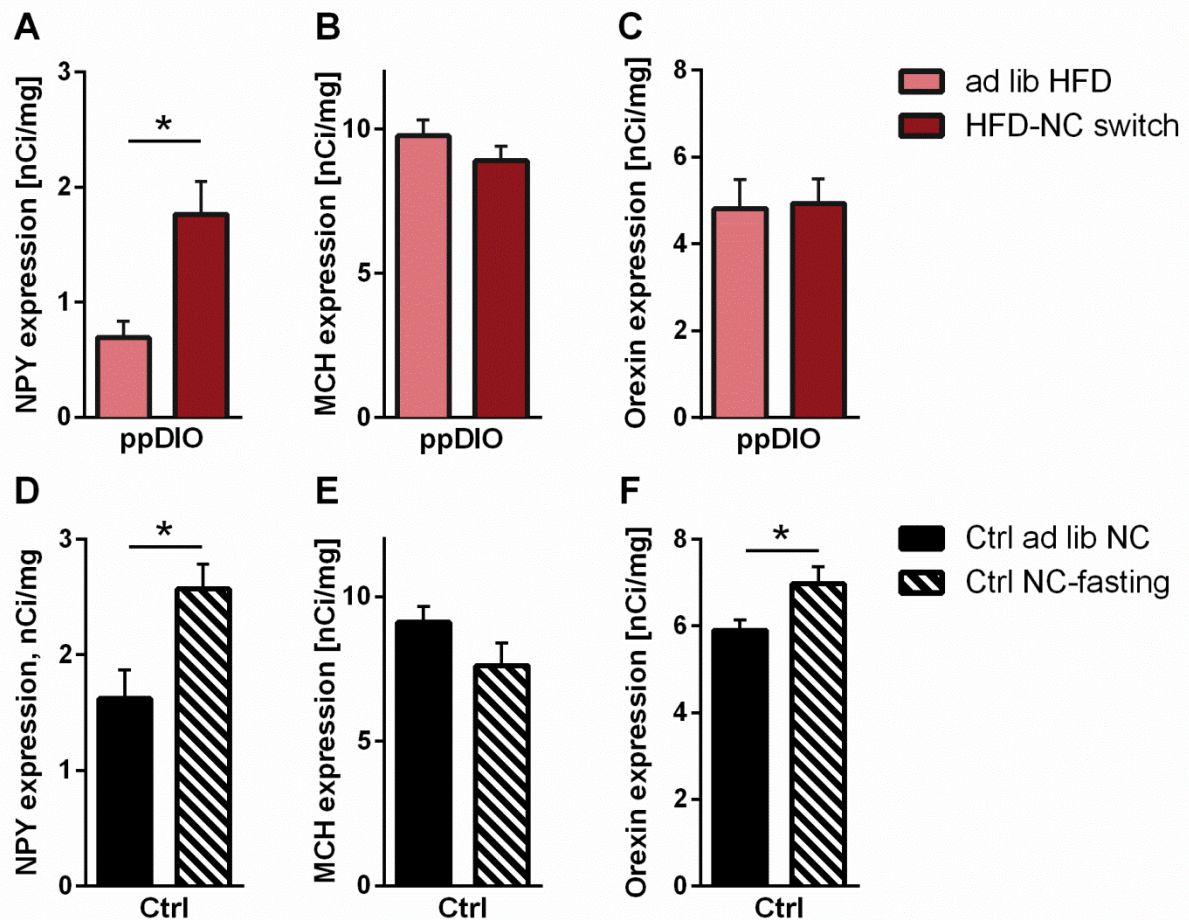 A
NPY expression [nCi/mg]
3
2
1
0
*
ppDIO
B
MCH expression [nCi/mg]
10
5
0
ppDIO
C
Orexin expression [nCi/mg]
8
6
4
2
0
ppDIO
ad lib HFD
HFD-NC switch
D
NPY expression, nCi/mg
3
2
1
0
*
Ctrl
E
MCH expression [nCi/mg]
10
5
0
Ctrl
F
Orexin expression [nCi/mg]
8
6
4
2
0
*
Ctrl
Ctrl ad lib NC
Ctrl NC-fasting